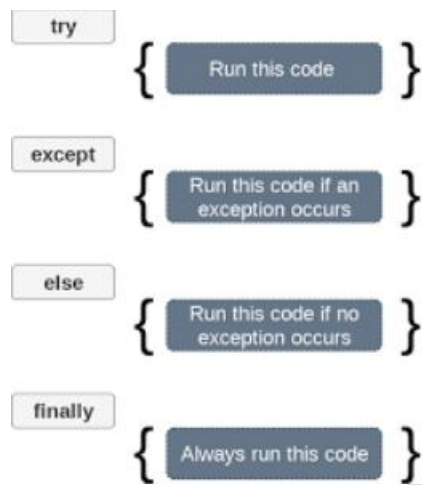 try
{ Run this code }
except
{ Run this code if an
exception occurs }
else
{ Run this code if no
exception occurs }
finally
{ Always run this code }